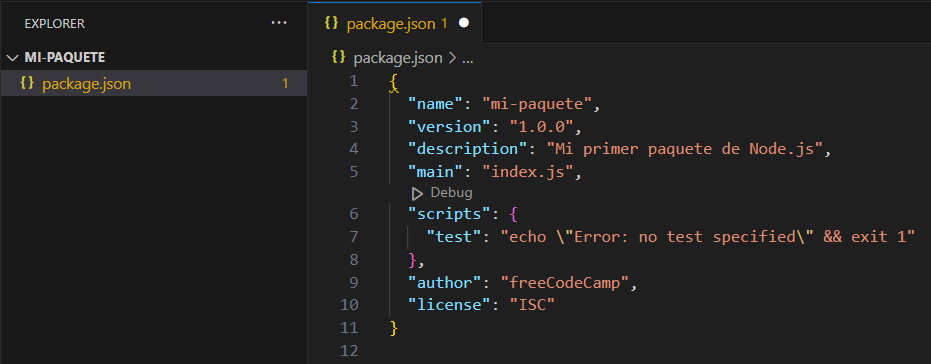 EXPLORER ...
MI-PAQUETE
{} package.json 1
{} package.json 1
{} package.json > ...
1 {
2   "name": "mi-paquete",
3   "version": "1.0.0",
4   "description": "Mi primer paquete de Node.js",
5   "main": "index.js",
Debug
6   "scripts": {
7     "test": "echo \"Error: no test specified\" && exit 1"
8   },
9   "author": "freeCodeCamp",
10   "license": "ISC"
11 }
12